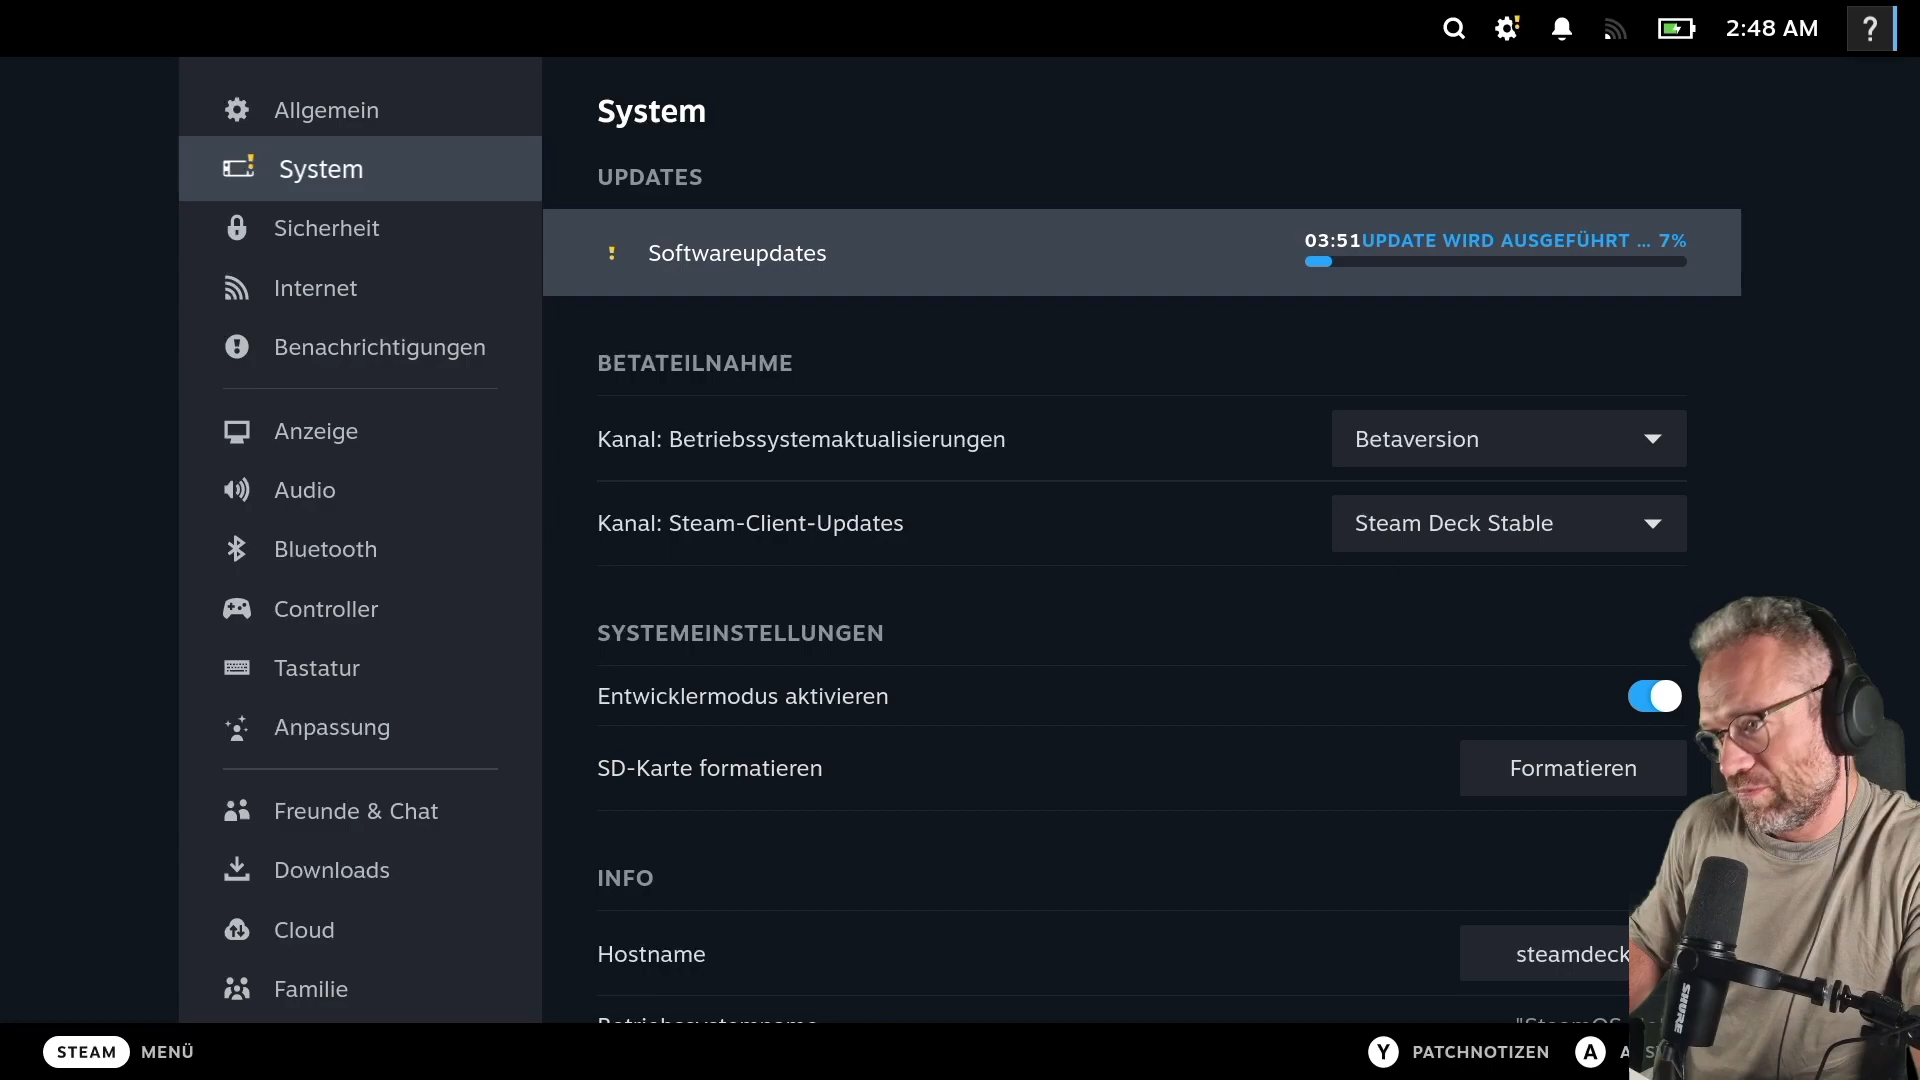 2:48 AM
?
Allgemein
System
Sicherheit
Internet
Benachrichtigungen
Anzeige
Audio
Bluetooth
Controller
Tastatur
Anpassung
Freunde & Chat
Downloads
Cloud
Familie
System
UPDATES
Softwareupdates
03:51UPDATE WIRD AUSGEFÜHRT ... 7%
BETATEILNAHME
Kanal: Betriebssystemaktualisierungen
Betaversion
Kanal: Steam-Client-Updates
Steam Deck Stable
SYSTEMEINSTELLUNGEN
Entwicklermodus aktivieren
SD-Karte formatieren
Formatieren
INFO
Hostname
steamdeck
SHURE
STEAM MENÜ
Y PATCHNOTIZEN
A